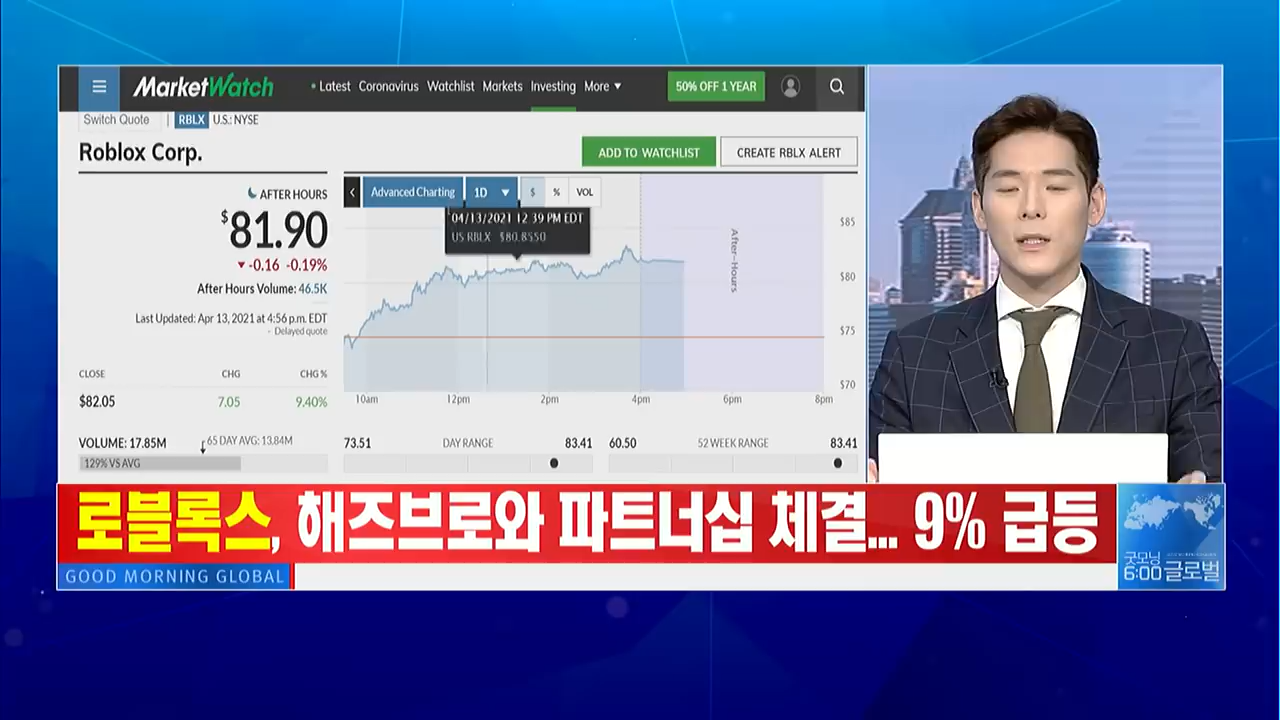 MarketWatch
Latest Coronavirus Watchlist Markets Investing More
50% OFF 1 YEAR
Switch Quote | RBLX U.S.: NYSE
Roblox Corp.
ADD TO WATCHLIST
CREATE RBLX ALERT
AFTER HOURS
$81.90
-0.16 -0.19%
After Hours Volume: 46.5K
Last Updated: Apr 13, 2021 at 4:56 p.m. EDT
- Delayed quote
CLOSE CHG CHG %
$82.05 7.05 9.40%
VOLUME: 17.85M 65 DAY AVG: 13.84M
129% VS AVG
Advanced Charting 1D $ % VOL
04/13/2021 12:39 PM EDT
US RBLX $80.8550
After-Hours
$85
$80
$75
$70
10am 12pm 2pm 4pm 6pm 8pm
73.51 DAY RANGE 83.41
60.50 52 WEEK RANGE 83.41
로블록스, 해즈브로와 파트너십 체결... 9% 급등
GOOD MORNING GLOBAL
굿모닝
6:00 글로벌